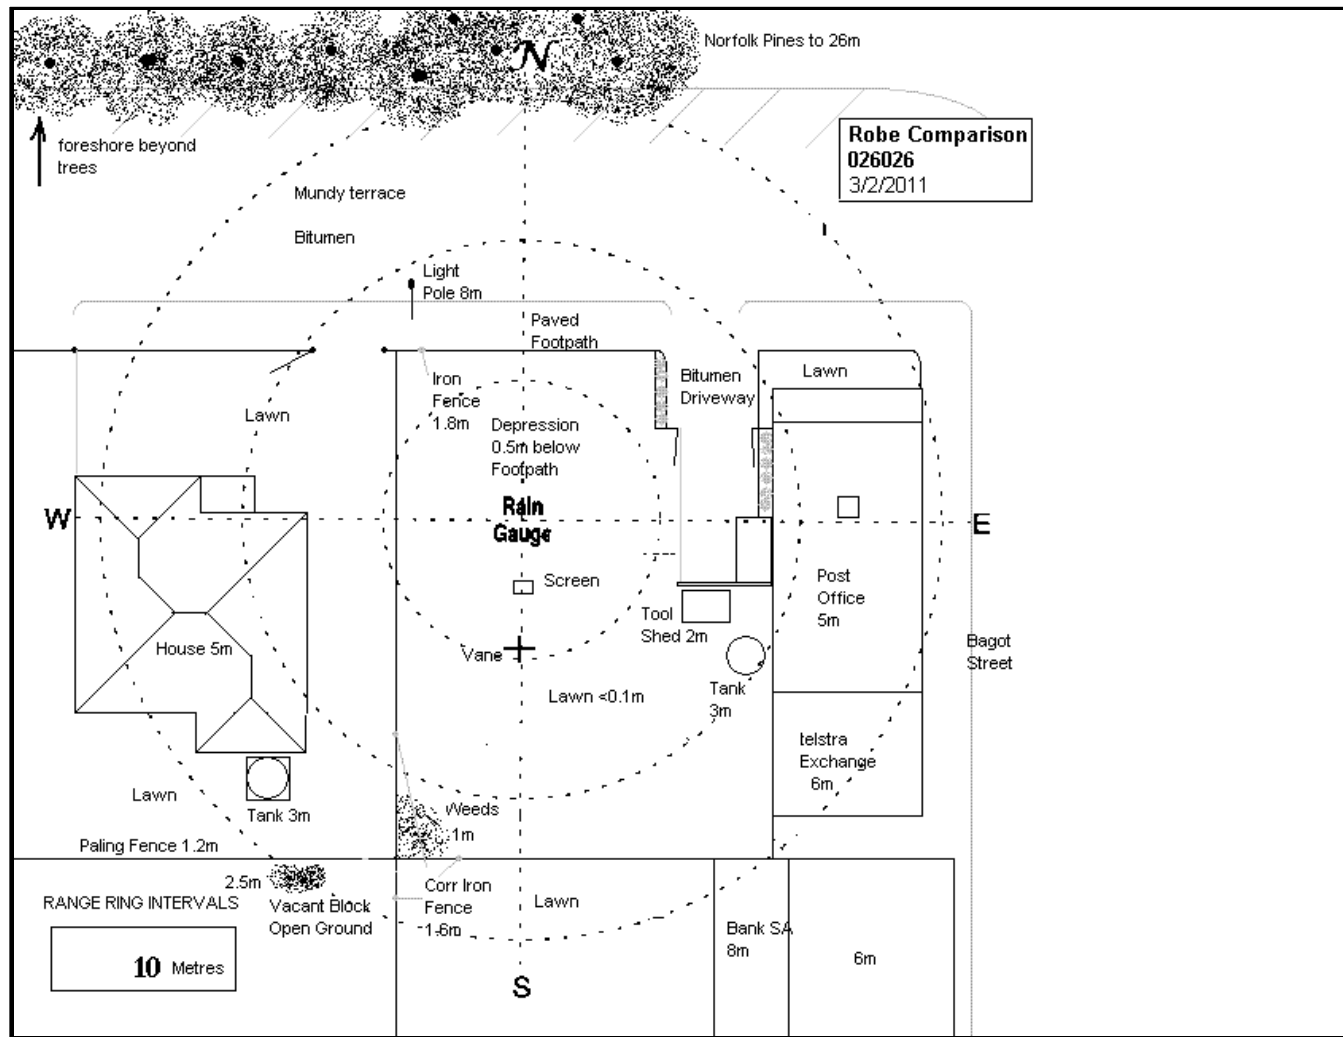 N
Norfolk Pines to 26m
foreshore beyond
trees
Robe Comparison
026026
3/2/2011
Mundy terrace
Bitumen
Light
Pole 8m
Paved
Footpath
Iron
Fence
1.8m
Bitumen
Driveway
Lawn
Lawn
Depression
0.5m below
Footpath
W
Rain
Gauge
E
Screen
Post
Office
5m
Tool
Shed 2m
House 5m
Vane
Bagot
Street
Lawn <0.1m
Tank
3m
telstra
Exchange
6m
Lawn
Tank 3m
Weeds
1m
Paling Fence 1.2m
2.5m
Vacant Block
Open Ground
Corr Iron
Fence
1.6m
Lawn
RANGE RING INTERVALS
10 Metres
Bank SA
8m
6m
S